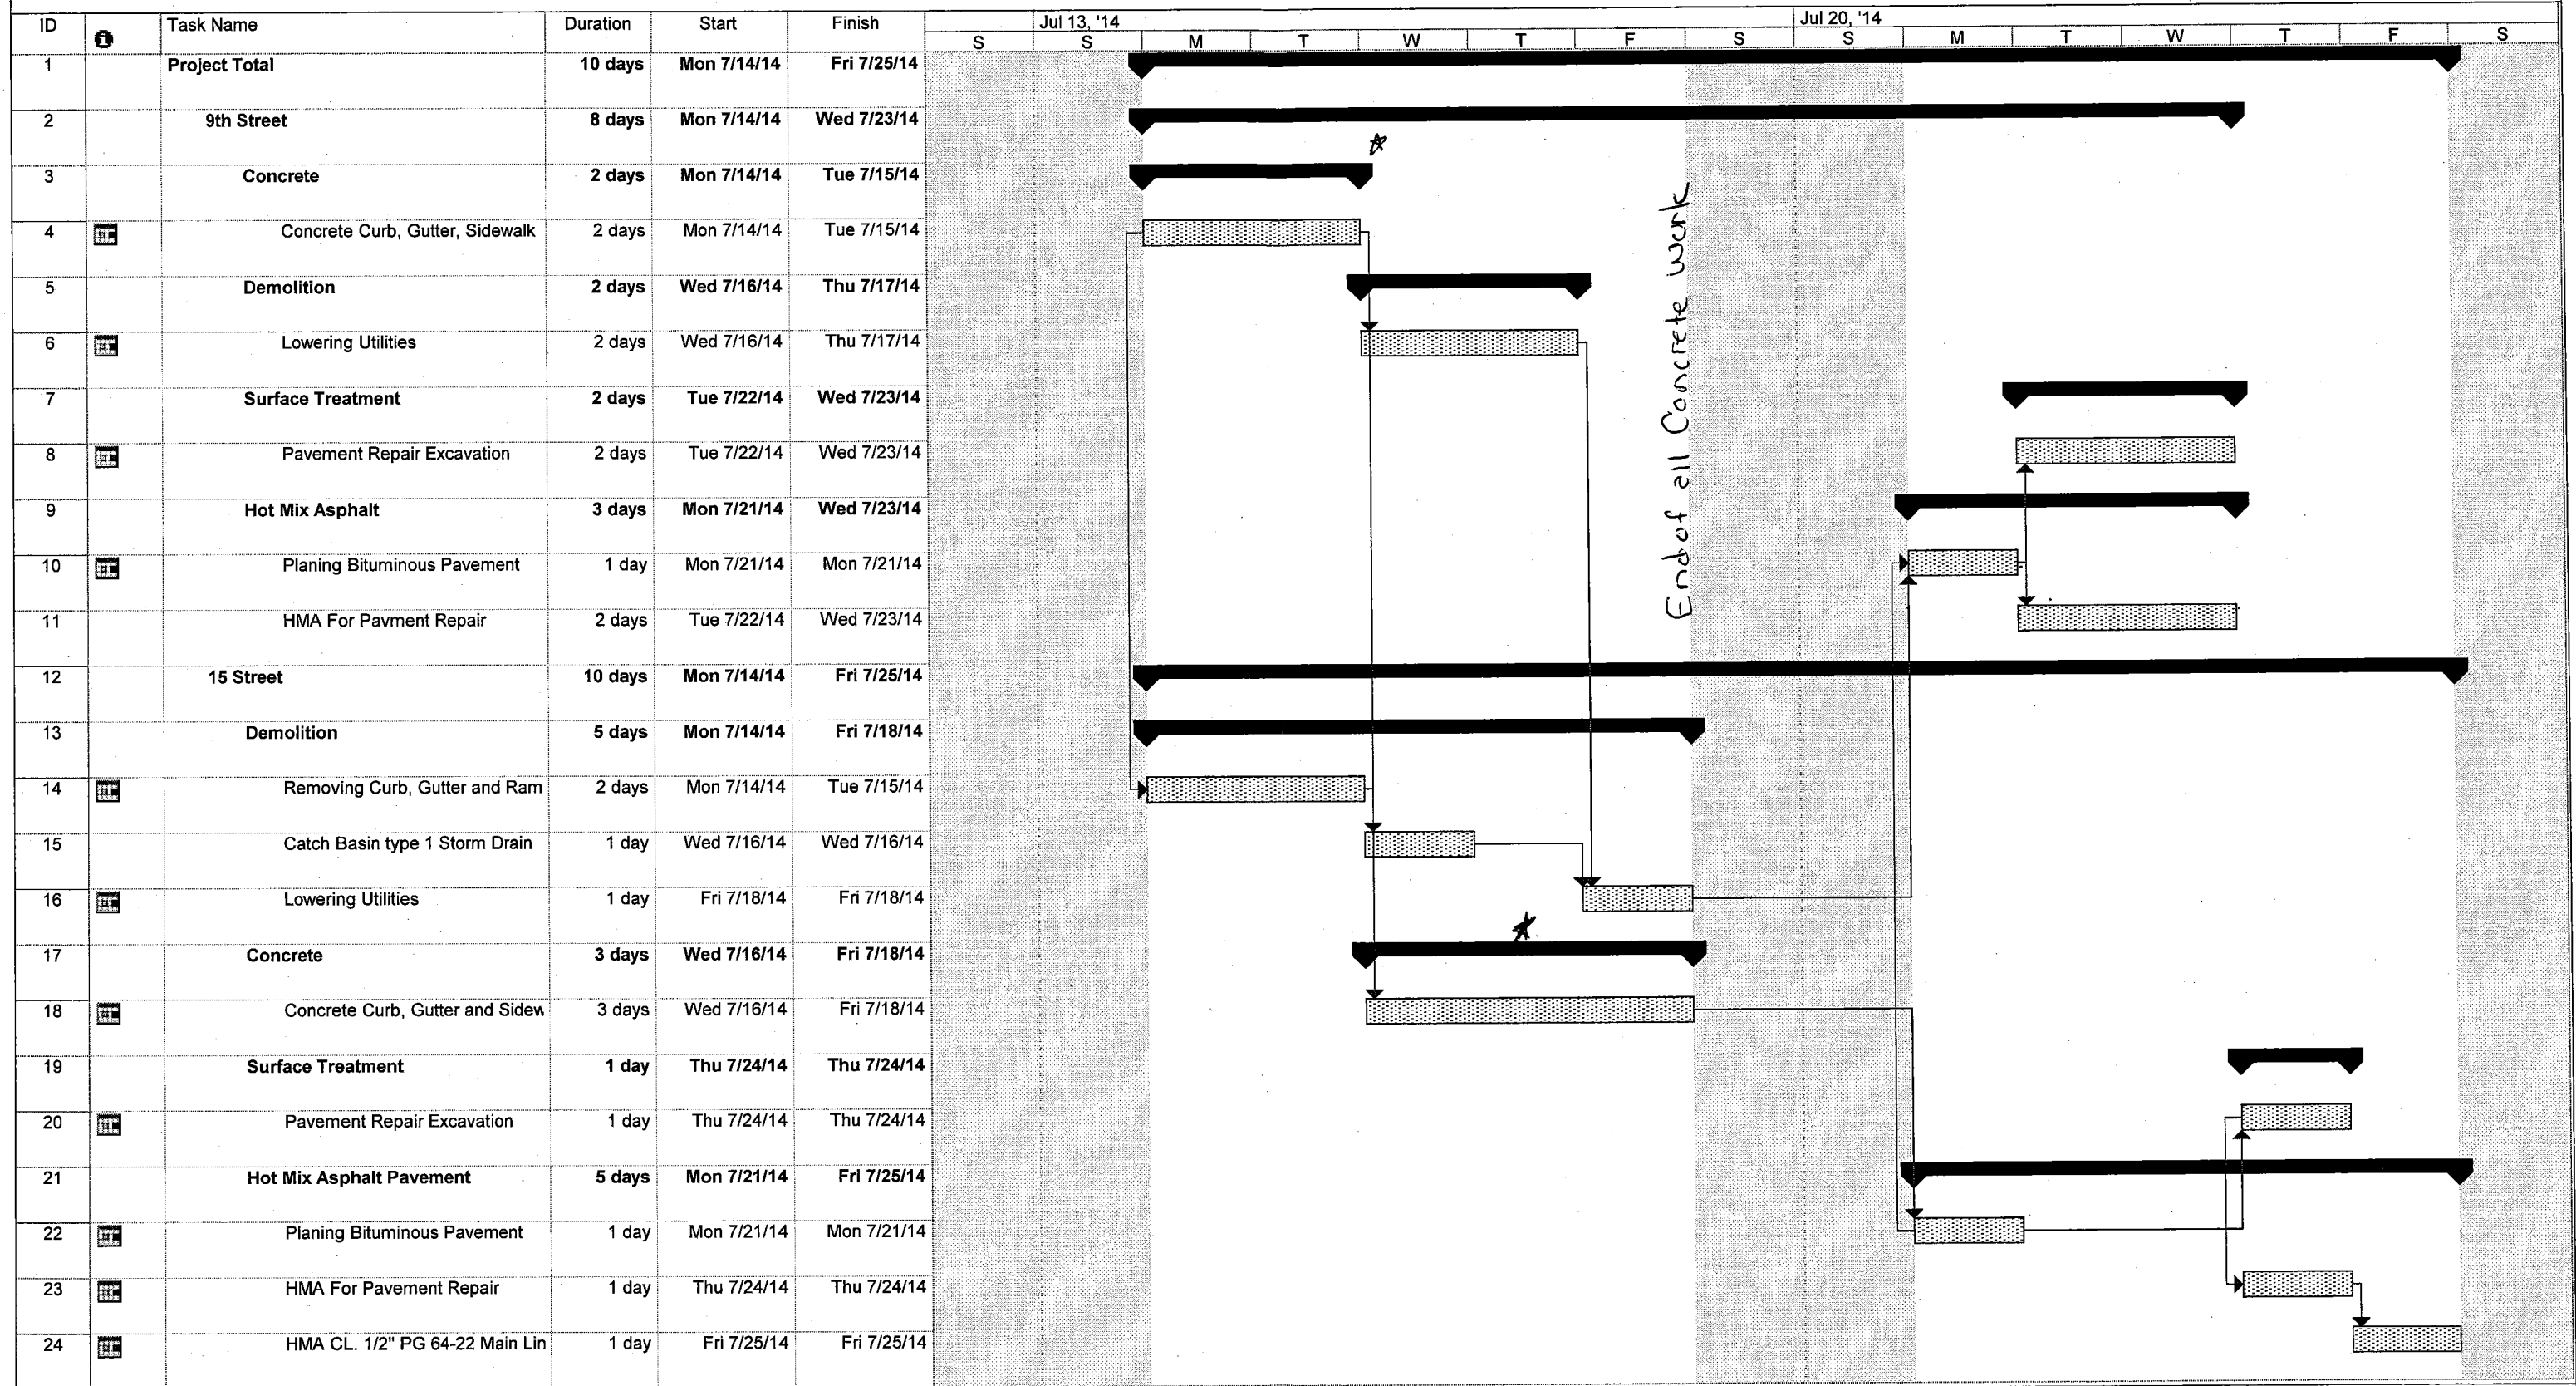 ID Task Name Duration Start Finish Jul 13, '14 Jul 20, '14
S S M T W T F S S M T W T F S
1 Project Total 10 days Mon 7/14/14 Fri 7/25/14
2 9th Street 8 days Mon 7/14/14 Wed 7/23/14
3 Concrete 2 days Mon 7/14/14 Tue 7/15/14
4 Concrete Curb, Gutter, Sidewalk 2 days Mon 7/14/14 Tue 7/15/14
5 Demolition 2 days Wed 7/16/14 Thu 7/17/14
6 Lowering Utilities 2 days Wed 7/16/14 Thu 7/17/14
7 Surface Treatment 2 days Tue 7/22/14 Wed 7/23/14
8 Pavement Repair Excavation 2 days Tue 7/22/14 Wed 7/23/14
9 Hot Mix Asphalt 3 days Mon 7/21/14 Wed 7/23/14
10 Planing Bituminous Pavement 1 day Mon 7/21/14 Mon 7/21/14
11 HMA For Pavment Repair 2 days Tue 7/22/14 Wed 7/23/14
12 15 Street 10 days Mon 7/14/14 Fri 7/25/14
13 Demolition 5 days Mon 7/14/14 Fri 7/18/14
14 Removing Curb, Gutter and Ram 2 days Mon 7/14/14 Tue 7/15/14
15 Catch Basin type 1 Storm Drain 1 day Wed 7/16/14 Wed 7/16/14
16 Lowering Utilities 1 day Fri 7/18/14 Fri 7/18/14
17 Concrete 3 days Wed 7/16/14 Fri 7/18/14
18 Concrete Curb, Gutter and Sidew 3 days Wed 7/16/14 Fri 7/18/14
19 Surface Treatment 1 day Thu 7/24/14 Thu 7/24/14
20 Pavement Repair Excavation 1 day Thu 7/24/14 Thu 7/24/14
21 Hot Mix Asphalt Pavement 5 days Mon 7/21/14 Fri 7/25/14
22 Planing Bituminous Pavement 1 day Mon 7/21/14 Mon 7/21/14
23 HMA For Pavement Repair 1 day Thu 7/24/14 Thu 7/24/14
24 HMA CL. 1/2" PG 64-22 Main Lin 1 day Fri 7/25/14 Fri 7/25/14
End of all Concrete work